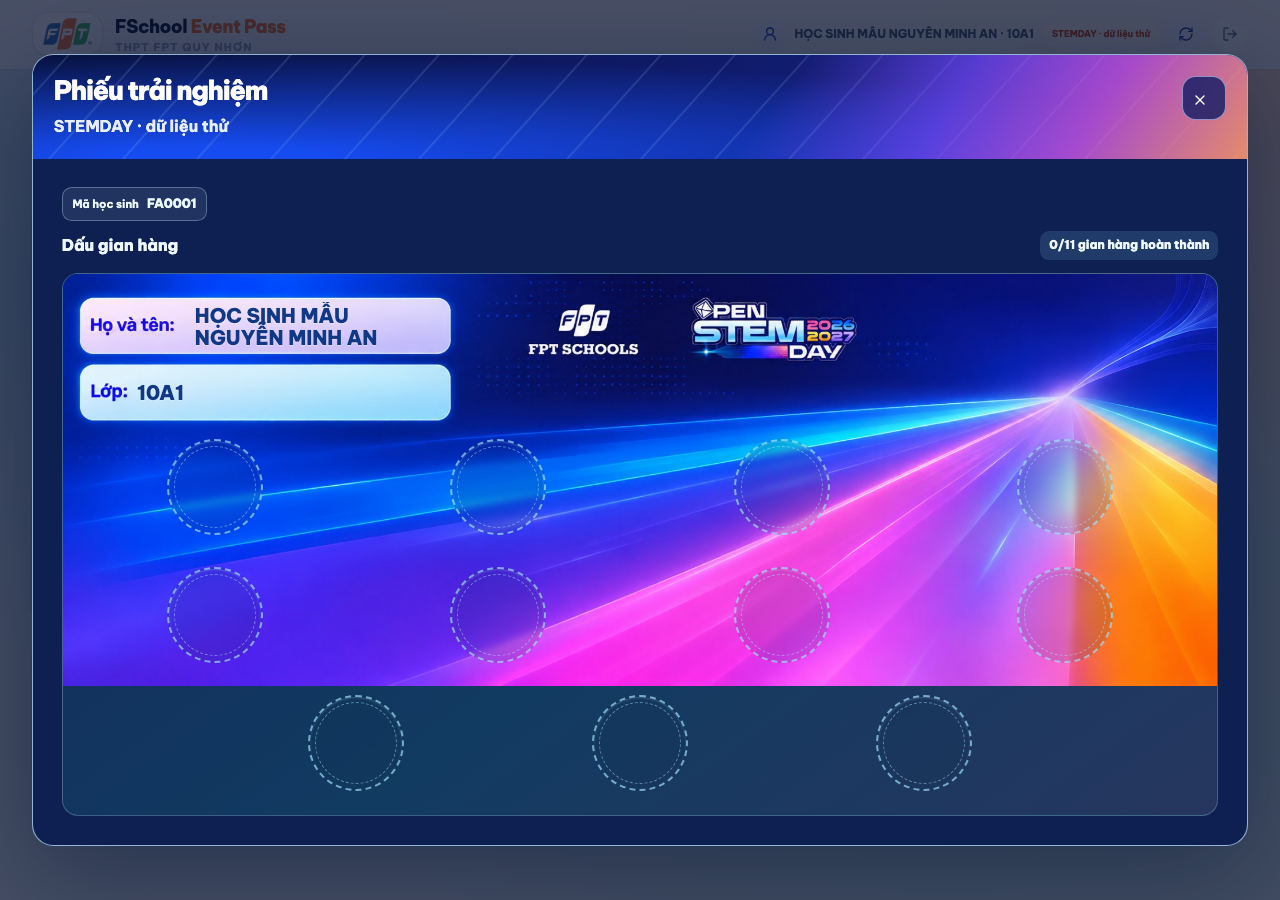 FPT
FSchool Event Pass
THPT FPT QUY NHƠN
HỌC SINH MẪU NGUYỄN MINH AN · 10A1
STEMDAY · dữ liệu thử
Phiếu trải nghiệm
STEMDAY · dữ liệu thử
Mã học sinh FA0001
Dấu gian hàng
0/11 gian hàng hoàn thành
Họ và tên: HỌC SINH MẪU
NGUYỄN MINH AN
Lớp: 10A1
FPT
FPT SCHOOLS
OPEN
STEM 2026
2027
DAY